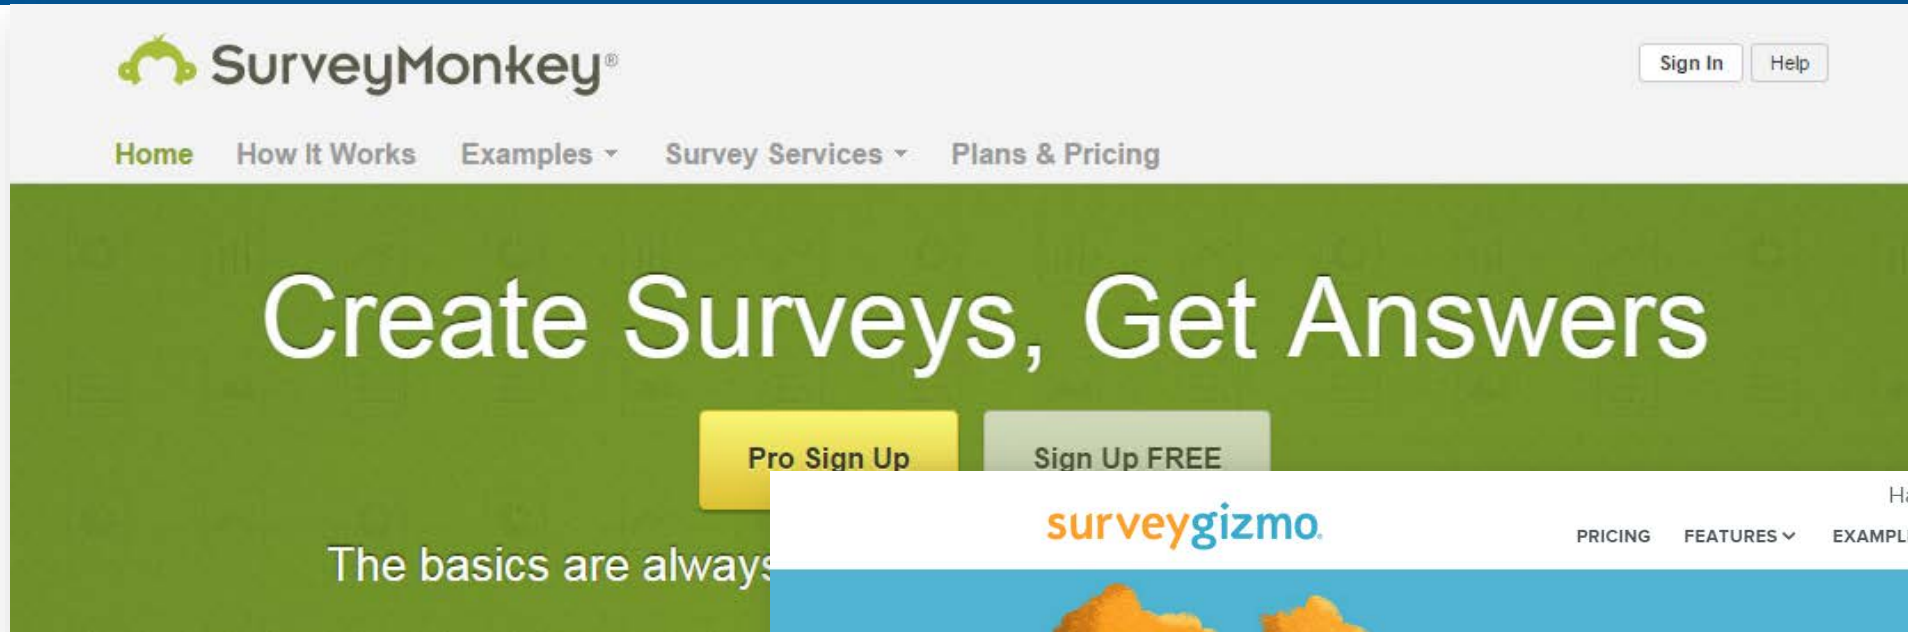 SurveyMonkey®
Sign In Help
Home How It Works Examples Survey Services Plans & Pricing
Create Surveys, Get Answers
Pro Sign Up Sign Up FREE
The basics are always
surveygizmo
PRICING FEATURES